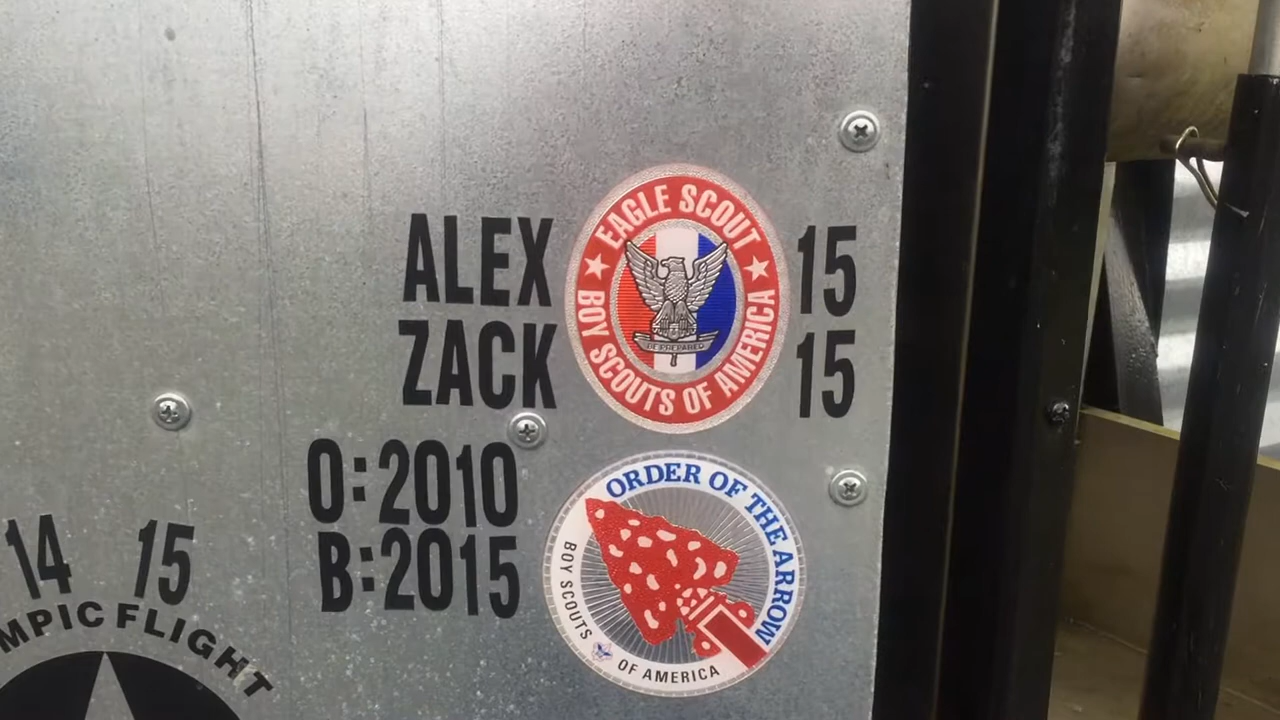 ALEX
ZACK
EAGLE SCOUT
BE PREPARED
BOY SCOUTS OF AMERICA
15
15
O:2010
B:2015
ORDER OF THE ARROW
BOY SCOUTS OF AMERICA
14 15
MPIC FLIGHT